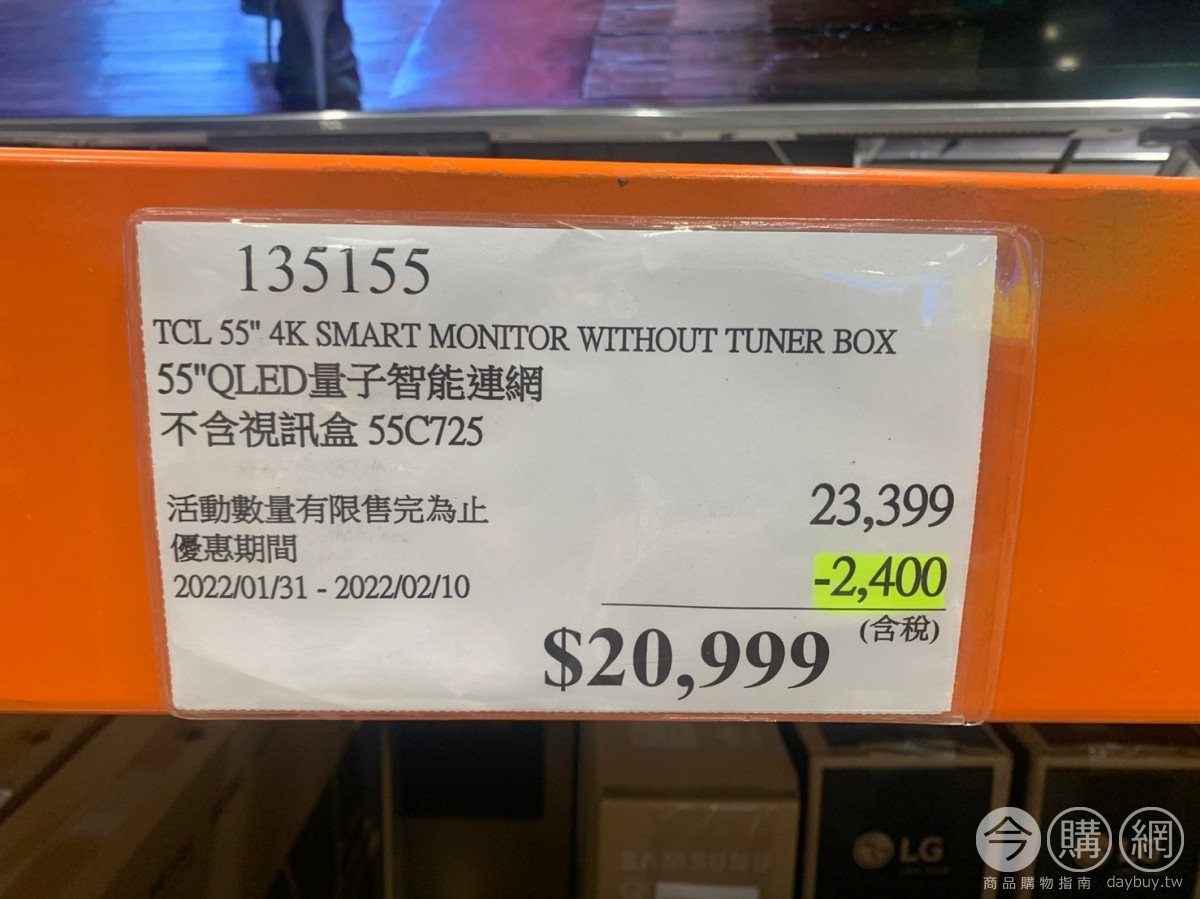 135155
TCL 55" 4K SMART MONITOR WITHOUT TUNER BOX
55"QLED量子智能連網
不含視訊盒 55C725
活動數量有限售完為止
23,399
優惠期間
-2,400
2022/01/31 - 2022/02/10
(含稅)
$20,999
SAMSUNG
LG
今購網
商品購物指南 daybuy.tw